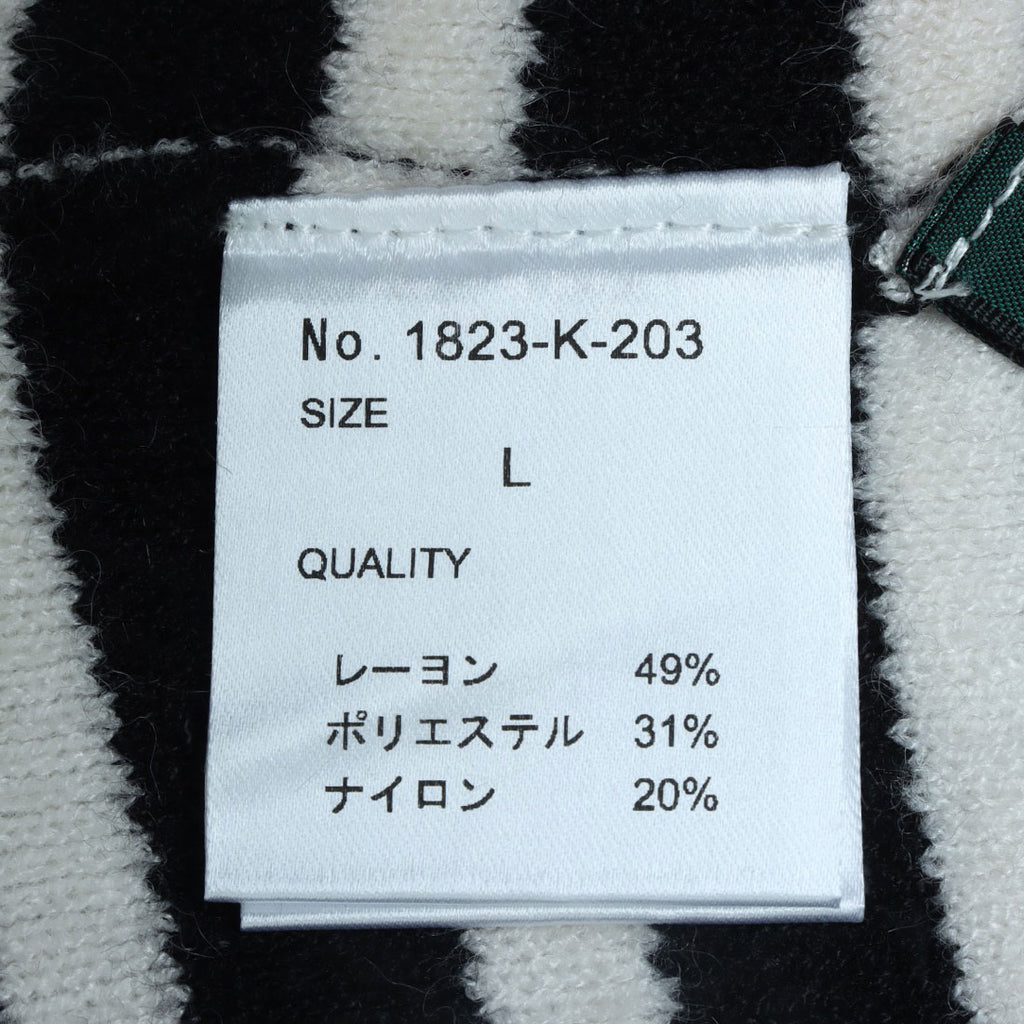 No. 1823-K-203
SIZE
L
QUALITY
レーヨン 49%
ポリエステル 31%
ナイロン 20%